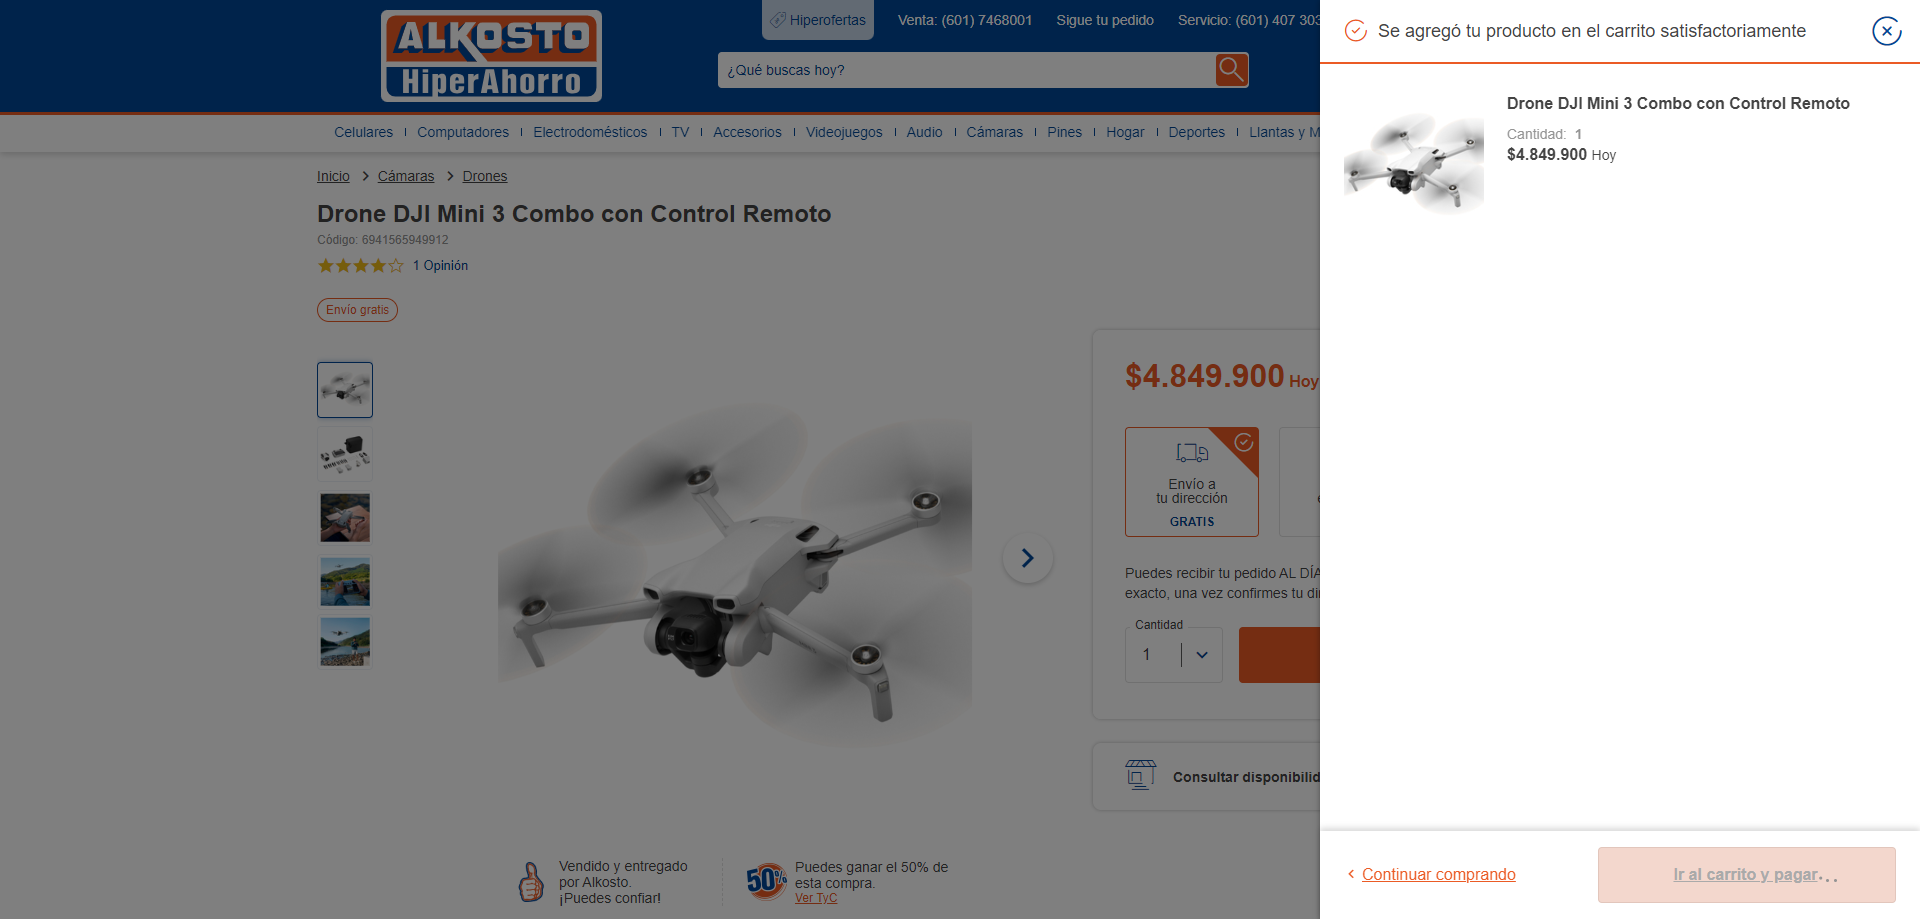 Hiperofertas
Venta: (601) 7468001
Sigue tu pedido
Servicio: (601) 407 303
ALKOSTO
HiperAhorro
¿Qué buscas hoy?
Celulares
Computadores
Electrodomésticos
TV
Accesorios
Videojuegos
Audio
Cámaras
Pines
Hogar
Deportes
Llantas y M
Inicio > Cámaras > Drones
Drone DJI Mini 3 Combo con Control Remoto
Código: 6941565949912
1 Opinión
Envío gratis
$4.849.900 Hoy
Envío a
tu dirección
GRATIS
Puedes recibir tu pedido AL DÍA
exacto, una vez confirmes tu di
Cantidad
1
Consultar disponibilid
Vendido y entregado
por Alkosto.
¡Puedes confiar!
50%
Puedes ganar el 50% de
esta compra.
Ver TyC
Se agregó tu producto en el carrito satisfactoriamente
Drone DJI Mini 3 Combo con Control Remoto
Cantidad: 1
$4.849.900 Hoy
Continuar comprando
Ir al carrito y pagar...